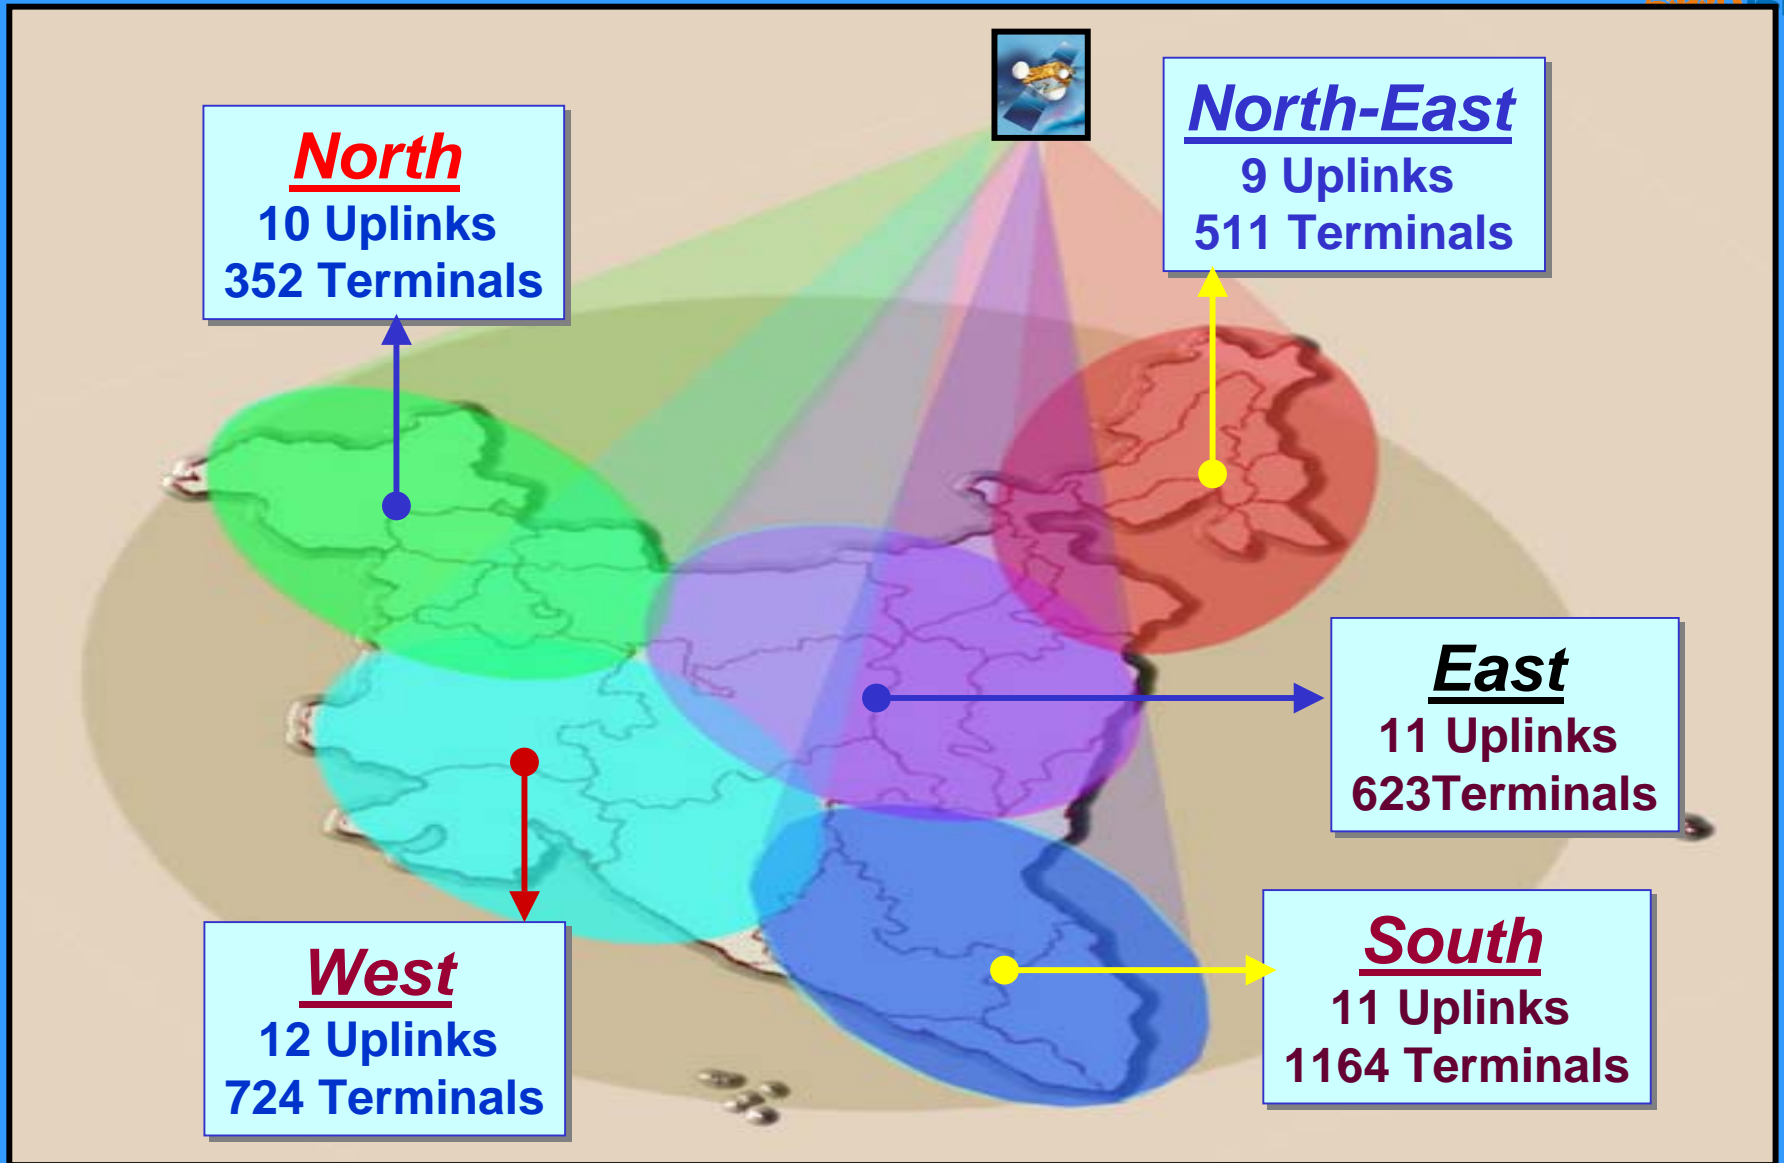 North
10 Uplinks
352 Terminals
North-East
9 Uplinks
511 Terminals
East
11 Uplinks
623Terminals
West
12 Uplinks
724 Terminals
South
11 Uplinks
1164 Terminals